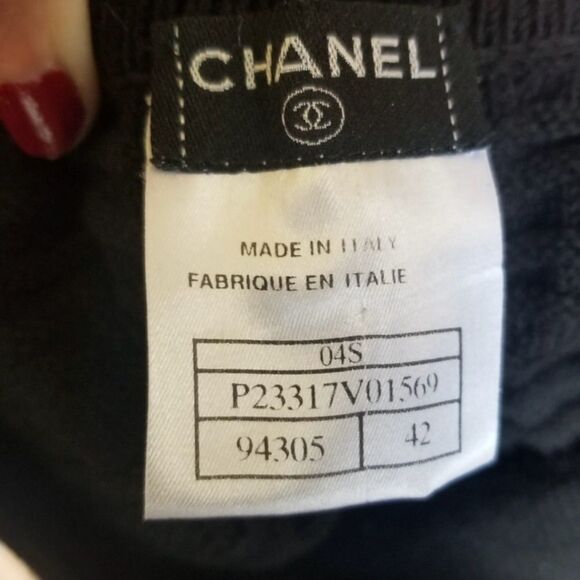 CHANEL
MADE IN ITALY
FABRIQUE EN ITALIE
04S
P23317V01569
94305 42